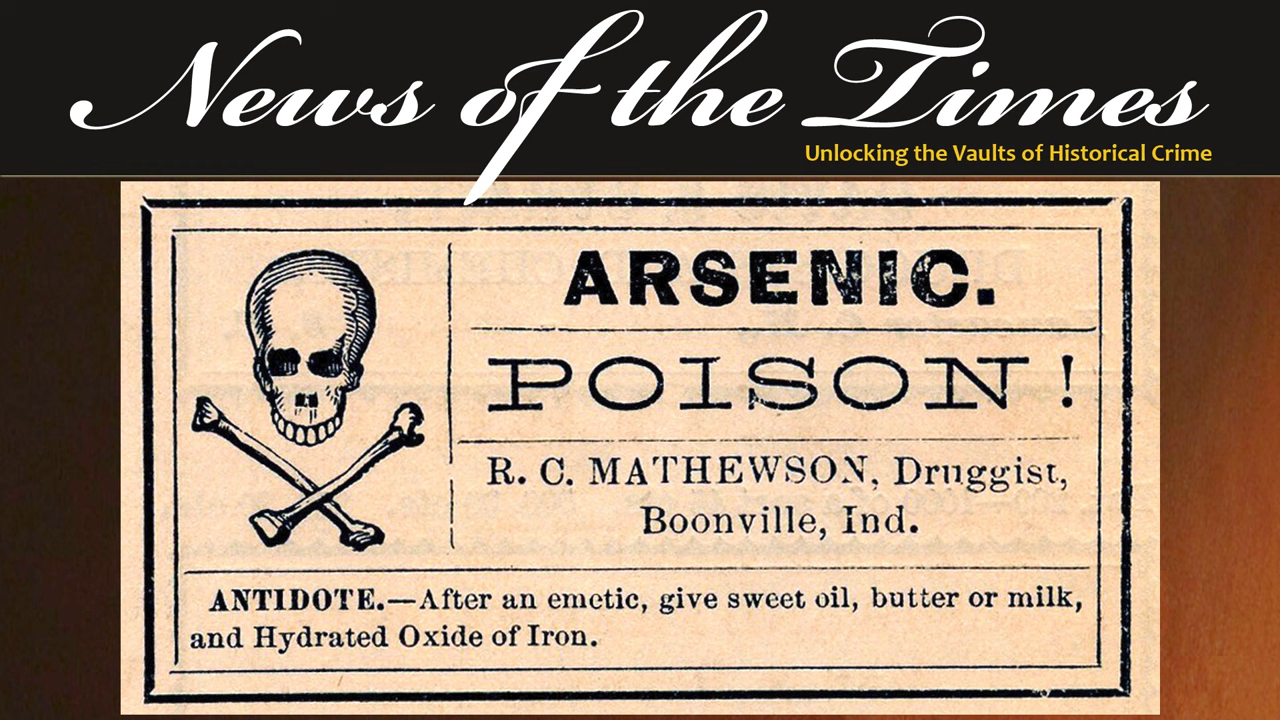 News of the Times
Unlocking the Vaults of Historical Crime
ARSENIC.
POISON!
R. C. MATHEWSON, Druggist,
Boonville, Ind.
ANTIDOTE.—After an emetic, give sweet oil, butter or milk,
and Hydrated Oxide of Iron.